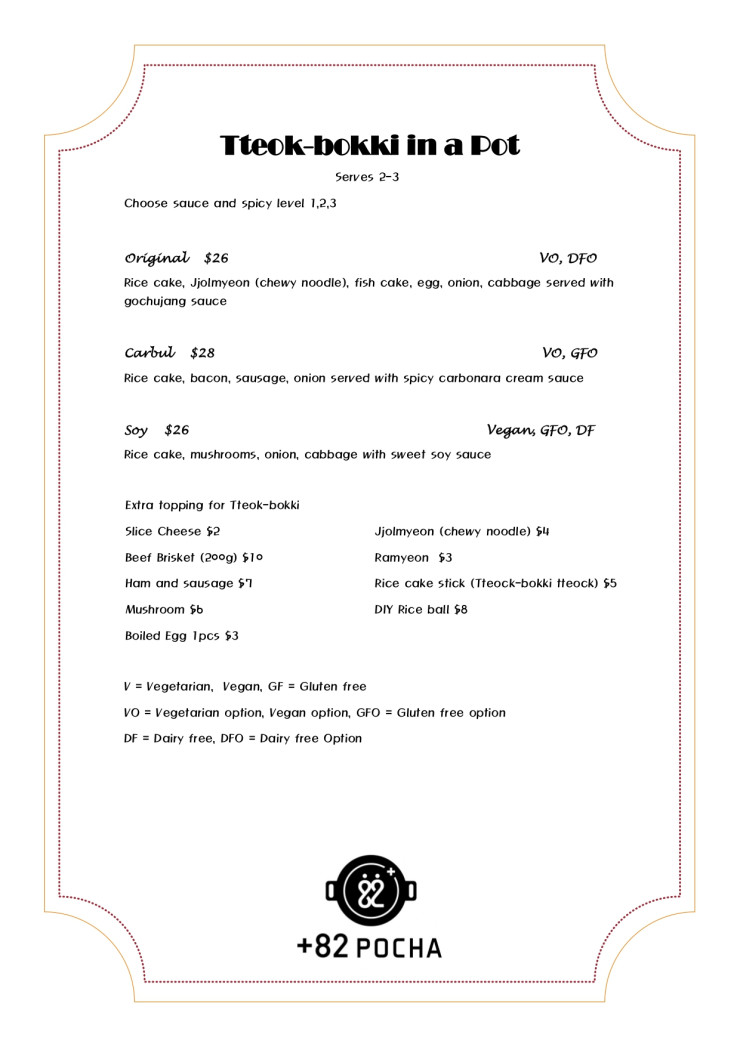 Tteok-bokki in a Pot
Serves 2-3
Choose sauce and spicy level 1,2,3
Original $26 VO, DFO
Rice cake, Jjolmyeon (chewy noodle), fish cake, egg, onion, cabbage served with
gochujang sauce
Carbul $28 VO, GFO
Rice cake, bacon, sausage, onion served with spicy carbonara cream sauce
Soy $26 Vegan, GFO, DF
Rice cake, mushrooms, onion, cabbage with sweet soy sauce
Extra topping for Tteok-bokki
Slice Cheese $2 Jjolmyeon (chewy noodle) $4
Beef Brisket (200g) $10 Ramyeon $3
Ham and sausage $7 Rice cake stick (Tteock-bokki tteock) $5
Mushroom $6 DIY Rice ball $8
Boiled Egg 1pcs $3
V = Vegetarian, Vegan, GF = Gluten free
VO = Vegetarian option, Vegan option, GFO = Gluten free option
DF = Dairy free, DFO = Dairy free Option
+82
+82 POCHA